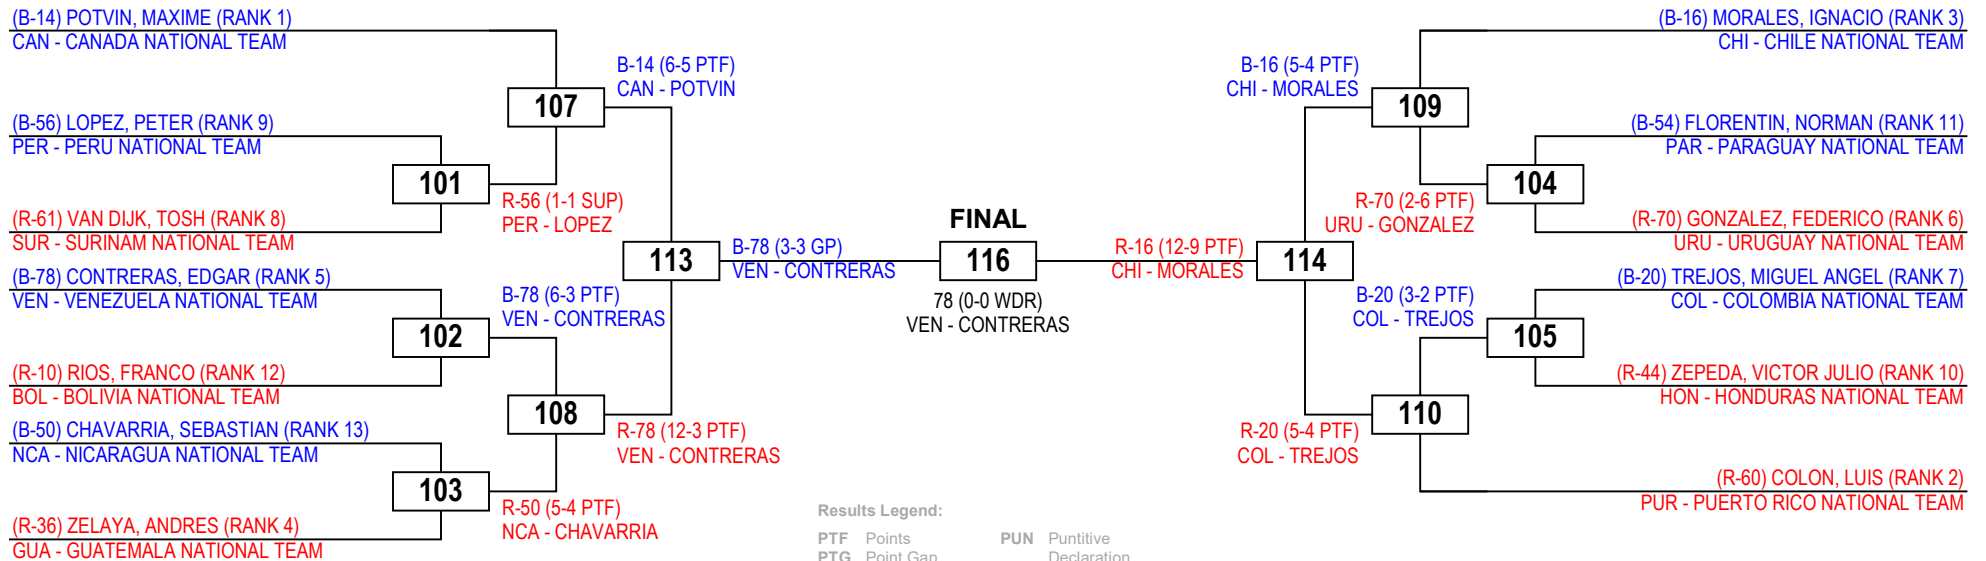 (B-14) POTVIN, MAXIME (RANK 1)
CAN - CANADA NATIONAL TEAM
(B-56) LOPEZ, PETER (RANK 9)
PER - PERU NATIONAL TEAM
(R-61) VAN DIJK, TOSH (RANK 8)
SUR - SURINAM NATIONAL TEAM
(B-78) CONTRERAS, EDGAR (RANK 5)
VEN - VENEZUELA NATIONAL TEAM
(R-10) RIOS, FRANCO (RANK 12)
BOL - BOLIVIA NATIONAL TEAM
(B-50) CHAVARRIA, SEBASTIAN (RANK 13)
NCA - NICARAGUA NATIONAL TEAM
(R-36) ZELAYA, ANDRES (RANK 4)
GUA - GUATEMALA NATIONAL TEAM
101
102
103
R-56 (1-1 SUP)
PER - LOPEZ
B-78 (6-3 PTF)
VEN - CONTRERAS
R-50 (5-4 PTF)
NCA - CHAVARRIA
107
108
B-14 (6-5 PTF)
CAN - POTVIN
R-78 (12-3 PTF)
VEN - CONTRERAS
113
B-78 (3-3 GP)
VEN - CONTRERAS
FINAL
116
78 (0-0 WDR)
VEN - CONTRERAS
R-16 (12-9 PTF)
CHI - MORALES
114
B-16 (5-4 PTF)
CHI - MORALES
R-20 (5-4 PTF)
COL - TREJOS
109
110
R-70 (2-6 PTF)
URU - GONZALEZ
B-20 (3-2 PTF)
COL - TREJOS
104
105
(B-16) MORALES, IGNACIO (RANK 3)
CHI - CHILE NATIONAL TEAM
(B-54) FLORENTIN, NORMAN (RANK 11)
PAR - PARAGUAY NATIONAL TEAM
(R-70) GONZALEZ, FEDERICO (RANK 6)
URU - URUGUAY NATIONAL TEAM
(B-20) TREJOS, MIGUEL ANGEL (RANK 7)
COL - COLOMBIA NATIONAL TEAM
(R-44) ZEPEDA, VICTOR JULIO (RANK 10)
HON - HONDURAS NATIONAL TEAM
(R-60) COLON, LUIS (RANK 2)
PUR - PUERTO RICO NATIONAL TEAM
Results Legend:
PTF Points PUN Puntitive
PTG Point Gap Declaration